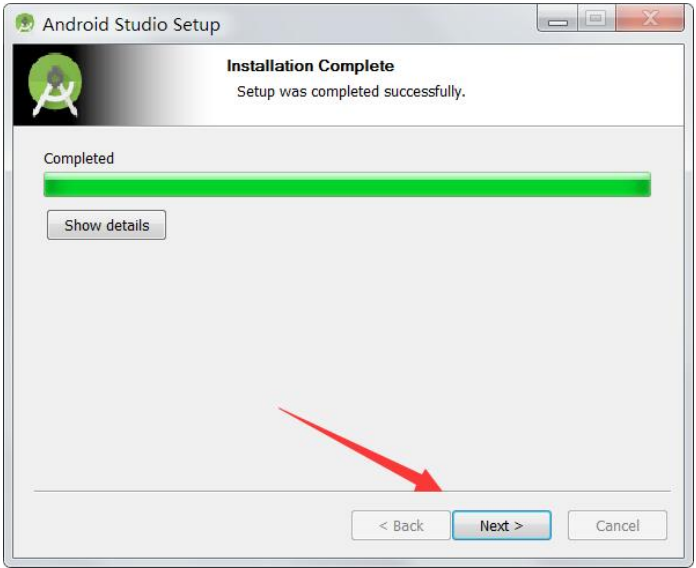 Android Studio Setup
Installation Complete
Setup was completed successfully.
Completed
Show details
< Back Next > Cancel